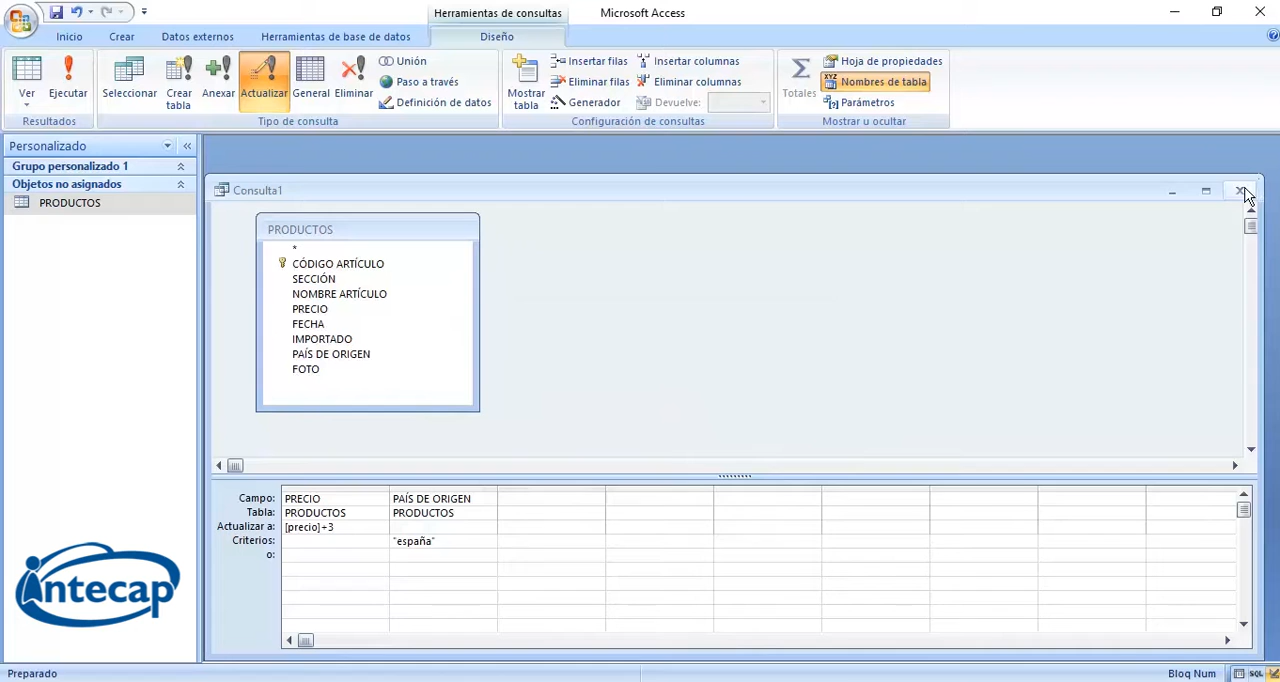 Herramientas de consultas
Microsoft Access
Inicio
Crear
Datos externos
Herramientas de base de datos
Diseño
Ver
Ejecutar
Resultados
Seleccionar
Crear tabla
Anexar
Actualizar
General
Eliminar
Unión
Paso a través
Definición de datos
Tipo de consulta
Mostrar tabla
Insertar filas
Eliminar filas
Generador
Insertar columnas
Eliminar columnas
Devuelve:
Configuración de consultas
Totales
Hoja de propiedades
Nombres de tabla
Parámetros
Mostrar u ocultar
Personalizado
Grupo personalizado 1
Objetos no asignados
PRODUCTOS
Consulta1
PRODUCTOS
*
CÓDIGO ARTÍCULO
SECCIÓN
NOMBRE ARTÍCULO
PRECIO
FECHA
IMPORTADO
PAÍS DE ORIGEN
FOTO
Campo: PRECIO PAÍS DE ORIGEN
Tabla: PRODUCTOS PRODUCTOS
Actualizar a: [precio]+3
Criterios: "españa"
o:
intecap
Preparado
Bloq Num
SQL